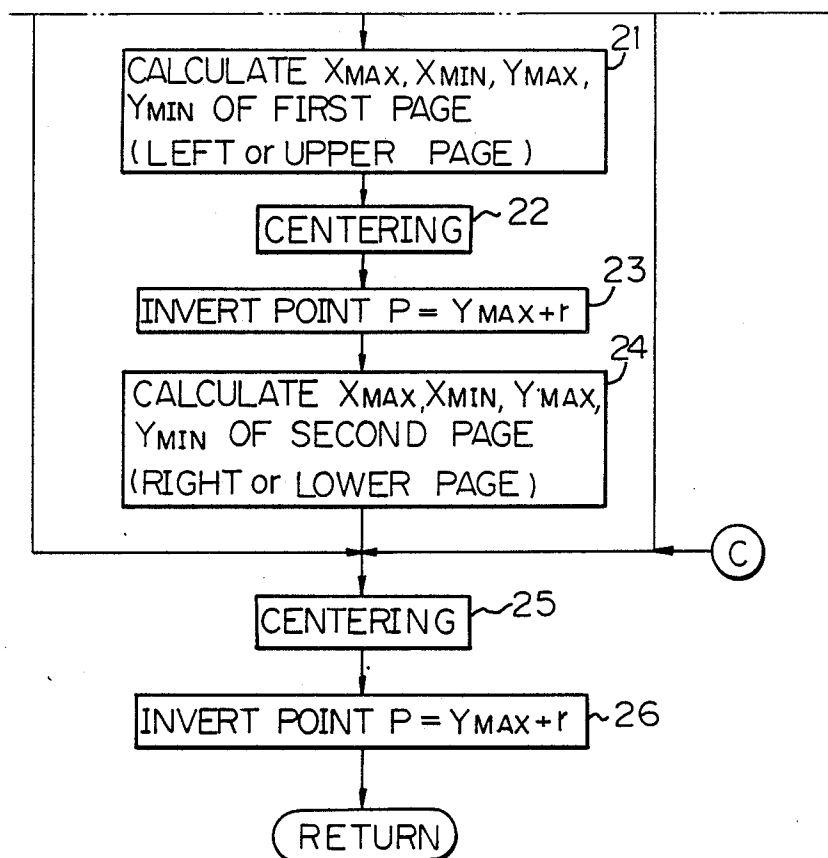 21
CALCULATE XMAX, XMIN, YMAX,
YMIN OF FIRST PAGE
(LEFT or UPPER PAGE)
CENTERING
22
23
INVERT POINT P = YMAX+r
24
CALCULATE XMAX, XMIN, YMAX,
YMIN OF SECOND PAGE
(RIGHT or LOWER PAGE)
C
CENTERING
25
INVERT POINT P = YMAX+r
26
RETURN